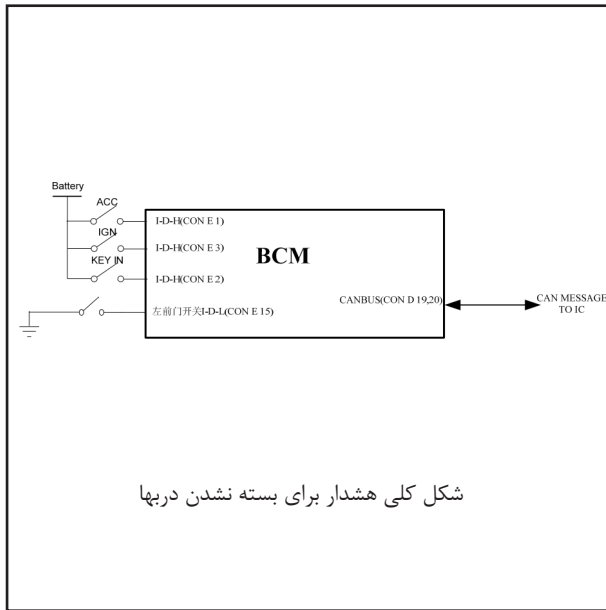 Battery
ACC
I-D-H(CON E 1)
IGN
I-D-H(CON E 3)
BCM
KEY IN
I-D-H(CON E 2)
CANBUS(CON D 19,20)
CAN MESSAGE
TO IC
左前门开关I-D-L(CON E 15)
شکل کلی هشدار برای بسته نشدن دربها